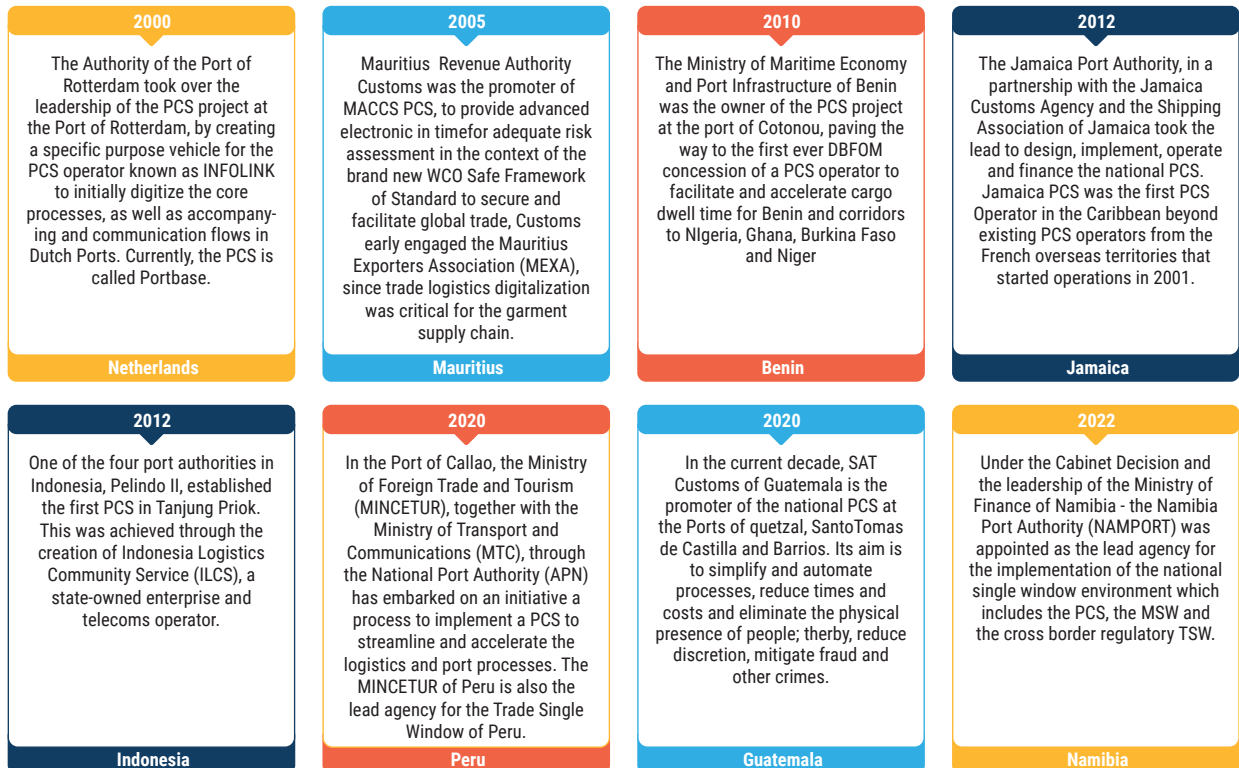 2000
The Authority of the Port of
Rotterdam took over the
leadership of the PCS project at
the Port of Rotterdam, by creating
a specific purpose vehicle for the
PCS operator known as INFOLINK
to initially digitize the core
processes, as well as accompany-
ing and communication flows in
Dutch Ports. Currently, the PCS is
called Portbase.
Netherlands
2005
Mauritius Revenue Authority
Customs was the promoter of
MACCS PCS, to provide advanced
electronic in timefor adequate risk
assessment in the context of the
brand new WCO Safe Framework
of Standard to secure and
facilitate global trade, Customs
early engaged the Mauritius
Exporters Association (MEXA),
since trade logistics digitalization
was critical for the garment
supply chain.
Mauritius
2010
The Ministry of Maritime Economy
and Port Infrastructure of Benin
was the owner of the PCS project
at the port of Cotonou, paving the
way to the first ever DBFOM
concession of a PCS operator to
facilitate and accelerate cargo
dwell time for Benin and corridors
to NIgeria, Ghana, Burkina Faso
and Niger
Benin
2012
The Jamaica Port Authority, in a
partnership with the Jamaica
Customs Agency and the Shipping
Association of Jamaica took the
lead to design, implement, operate
and finance the national PCS.
Jamaica PCS was the first PCS
Operator in the Caribbean beyond
existing PCS operators from the
French overseas territories that
started operations in 2001.
Jamaica
2012
One of the four port authorities in
Indonesia, Pelindo II, established
the first PCS in Tanjung Priok.
This was achieved through the
creation of Indonesia Logistics
Community Service (ILCS), a
state-owned enterprise and
telecoms operator.
Indonesia
2020
In the Port of Callao, the Ministry
of Foreign Trade and Tourism
(MINCETUR), together with the
Ministry of Transport and
Communications (MTC), through
the National Port Authority (APN)
has embarked on an initiative a
process to implement a PCS to
streamline and accelerate the
logistics and port processes. The
MINCETUR of Peru is also the
lead agency for the Trade Single
Window of Peru.
Peru
2020
In the current decade, SAT
Customs of Guatemala is the
promoter of the national PCS at
the Ports of quetzal, SantoTomas
de Castilla and Barrios. Its aim is
to simplify and automate
processes, reduce times and
costs and eliminate the physical
presence of people; therby, reduce
discretion, mitigate fraud and
other crimes.
Guatemala
2022
Under the Cabinet Decision and
the leadership of the Ministry of
Finance of Namibia - the Namibia
Port Authority (NAMPORT) was
appointed as the lead agency for
the implementation of the national
single window environment which
includes the PCS, the MSW and
the cross border regulatory TSW.
Namibia